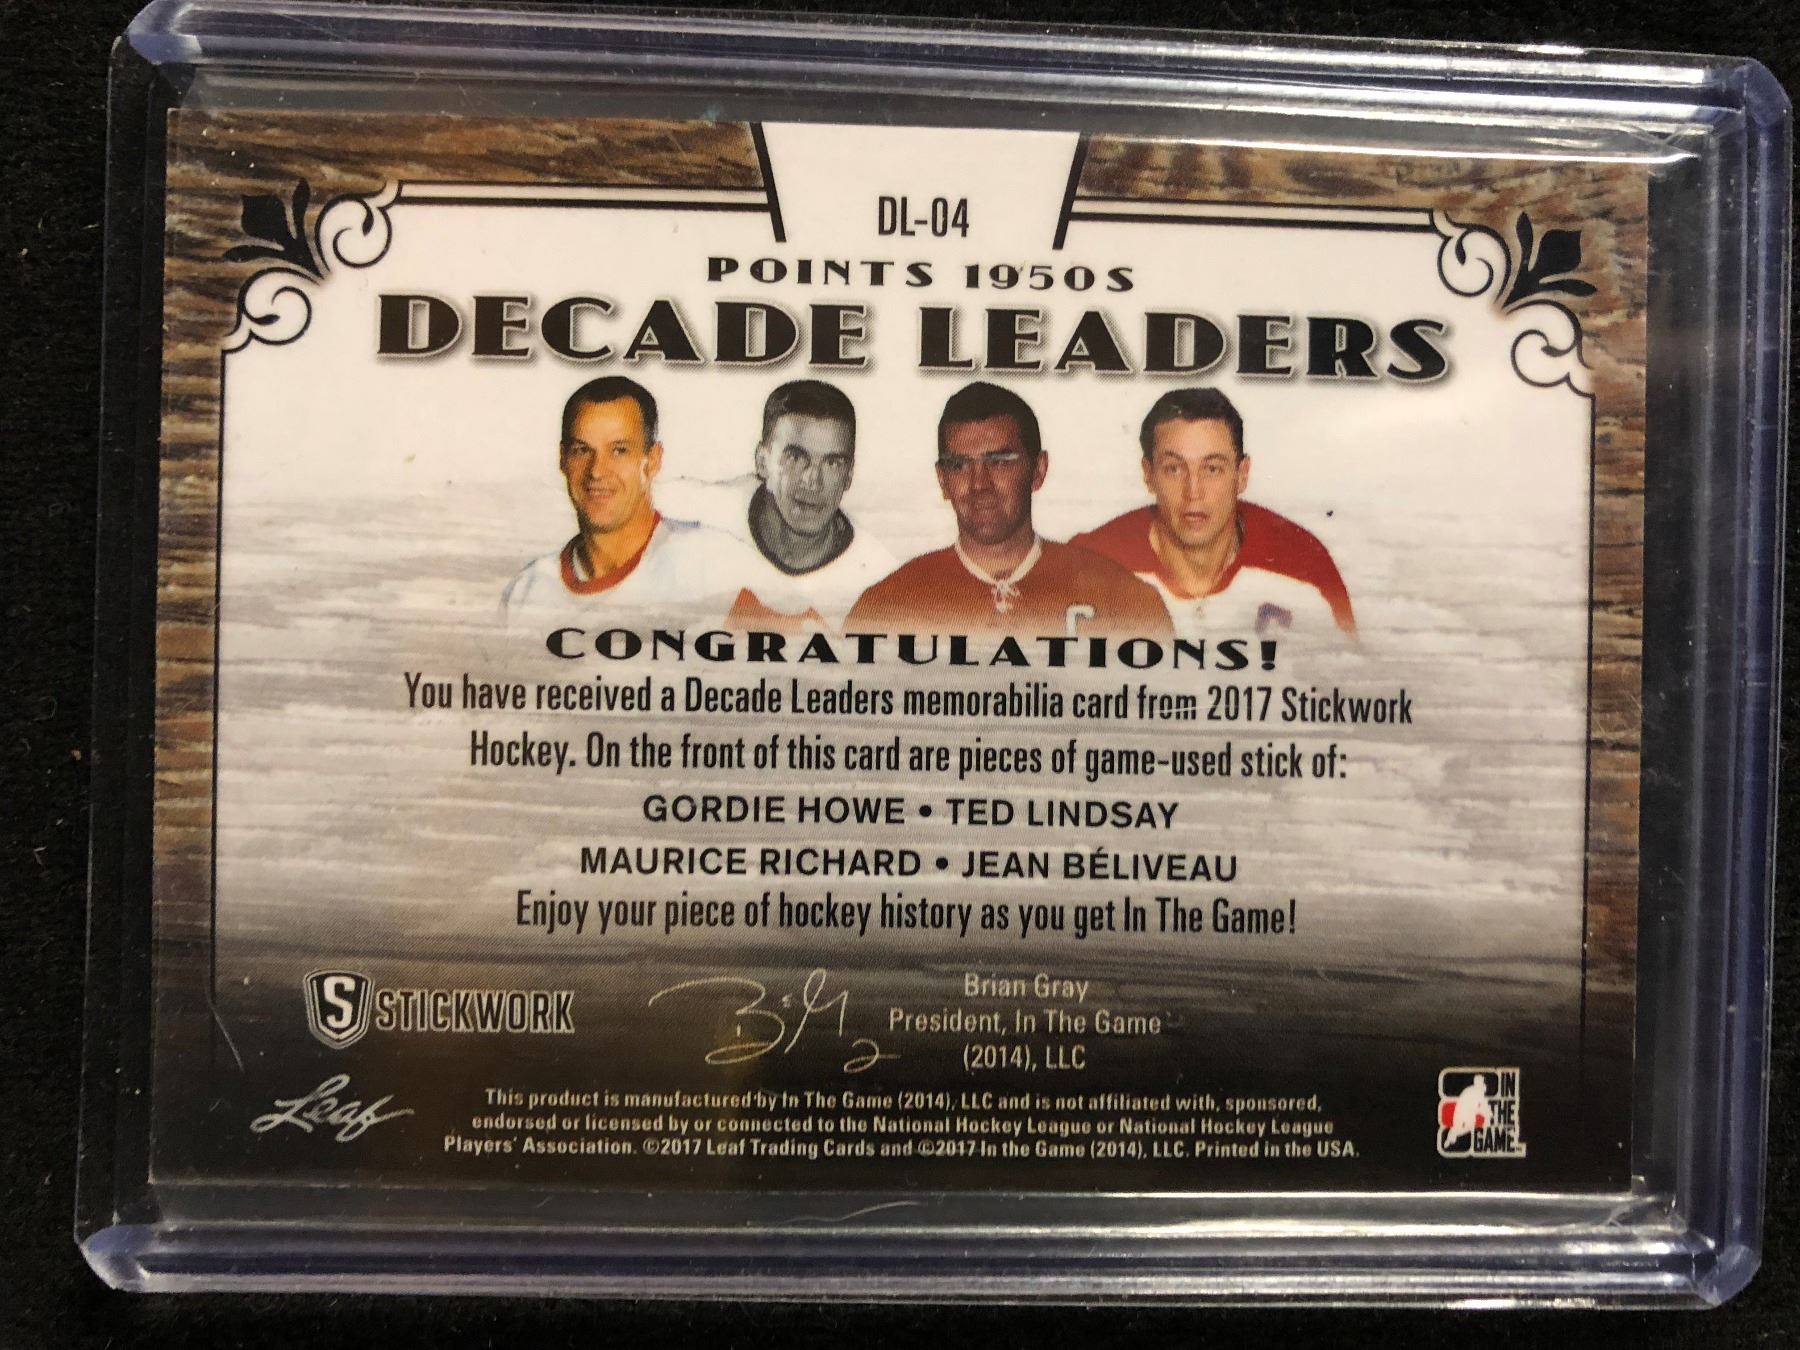 DL-04
POINTS 1950S
DECADE LEADERS
CONGRATULATIONS!
You have received a Decade Leaders memorabilia card from 2017 Stickwork
Hockey. On the front of this card are pieces of game-used stick of:
GORDIE HOWE • TED LINDSAY
MAURICE RICHARD • JEAN BÉLIVEAU
Enjoy your piece of hockey history as you get In The Game!
S STICKWORK
Brian Gray
President, In The Game
(2014), LLC
Leaf
This product is manufactured by In The Game (2014), LLC and is not affiliated with, sponsored,
endorsed or licensed by or connected to the National Hockey League or National Hockey League
Players' Association. ©2017 Leaf Trading Cards and ©2017 In the Game (2014), LLC. Printed in the USA.
IN
THE
GAME